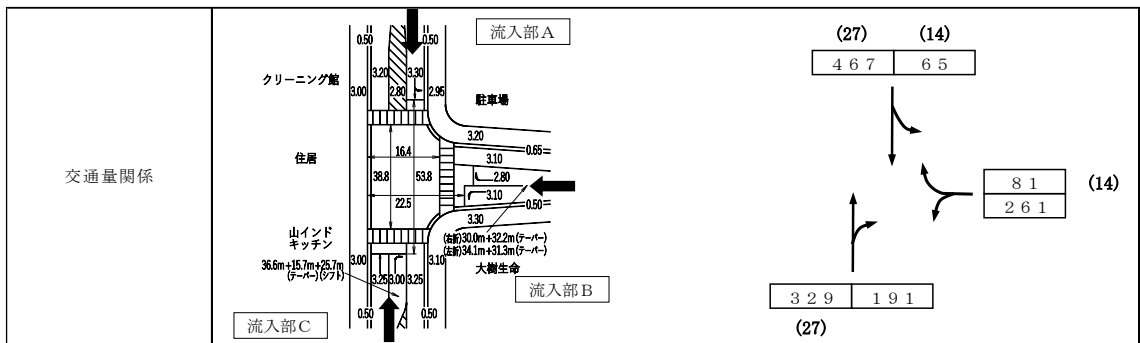 交通量関係
0.50
0.50
流入部A
3.20
3.30
クリーニング館
3.00
2.80
2.95
駐車場
3.20
0.65
3.10
住居
16.4
38.8
53.8
2.80
3.10
22.5
0.50
3.30
山インド
キッチン
(右折)30.0m+32.2m(テーパー)
(左折)34.1m+31.3m(テーパー)
36.6m+15.7m+25.7m
(テーパー)(シフト)
3.00
3.25
3.00
3.25
3.10
大樹生命
流入部B
0.50
0.50
流入部C
(27) (14)
467 65
81 (14)
261
329 191
(27)